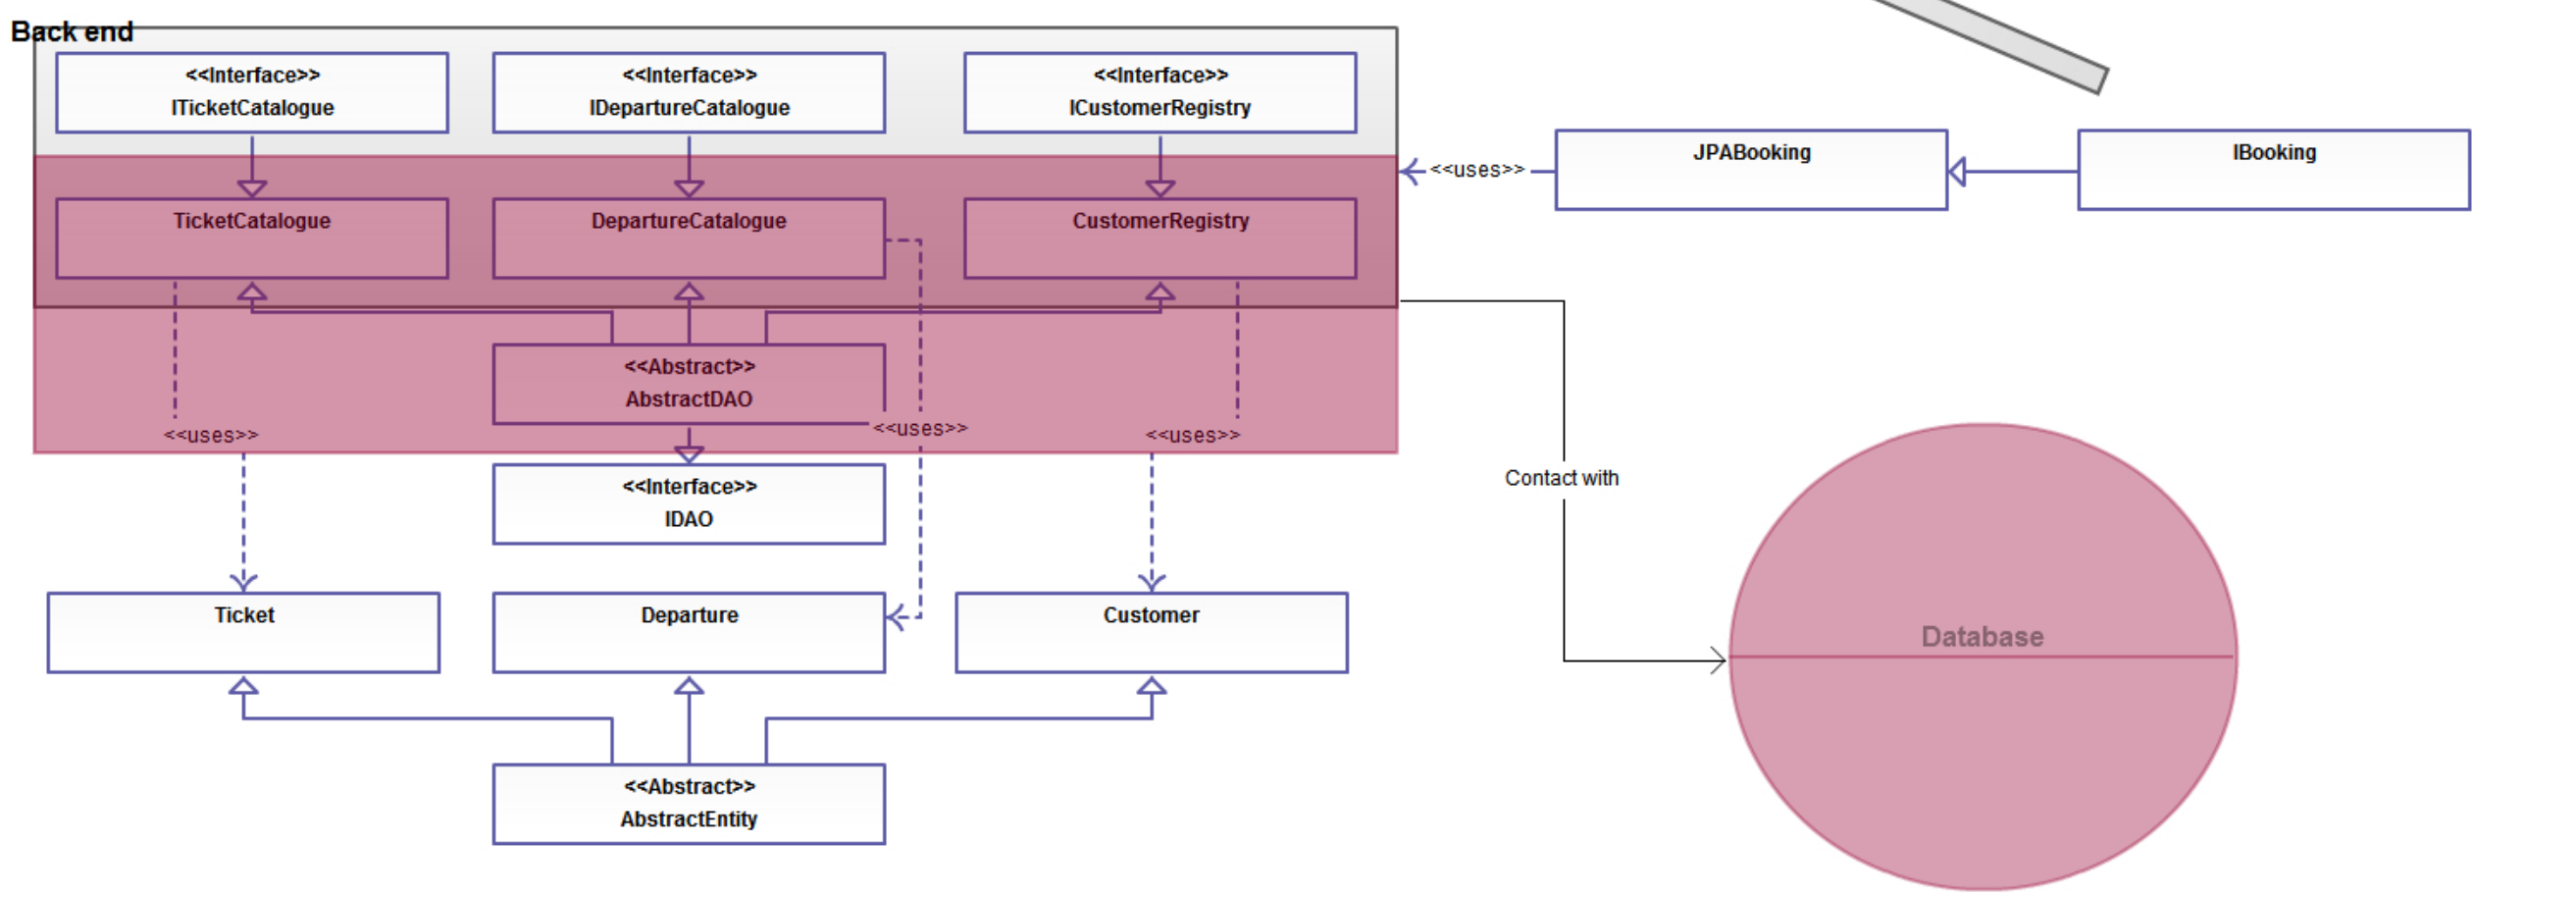 Back end
<<Interface>>
ITicketCatalogue
<<Interface>>
IDepartureCatalogue
<<Interface>>
ICustomerRegistry
JPABooking
IBooking
<<uses>>
TicketCatalogue
DepartureCatalogue
CustomerRegistry
<<Abstract>>
AbstractDAO
<<uses>>
<<uses>>
<<uses>>
Contact with
<<Interface>>
IDAO
Ticket
Departure
Customer
Database
<<Abstract>>
AbstractEntity